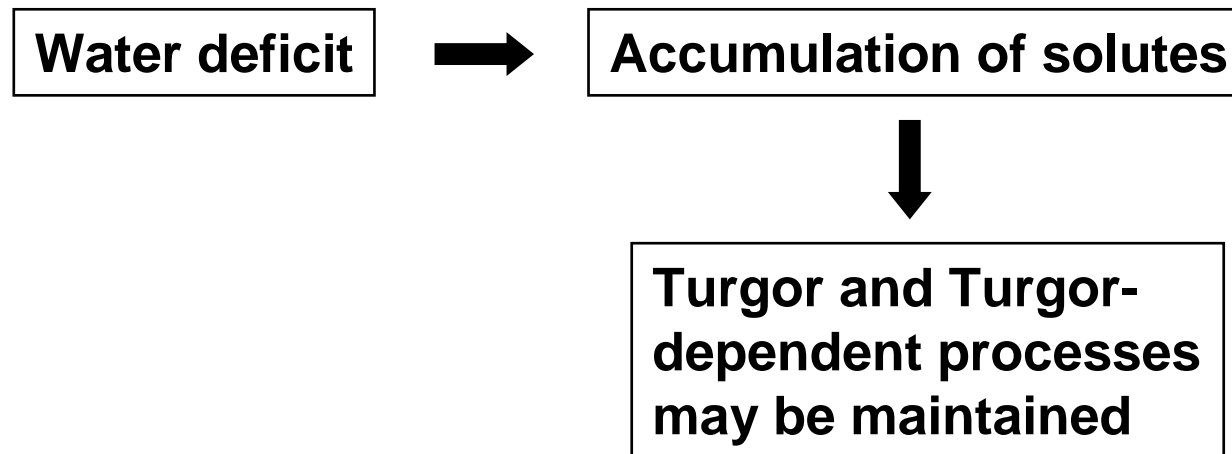 Water deficit
Accumulation of solutes
Turgor and Turgor-
dependent processes
may be maintained